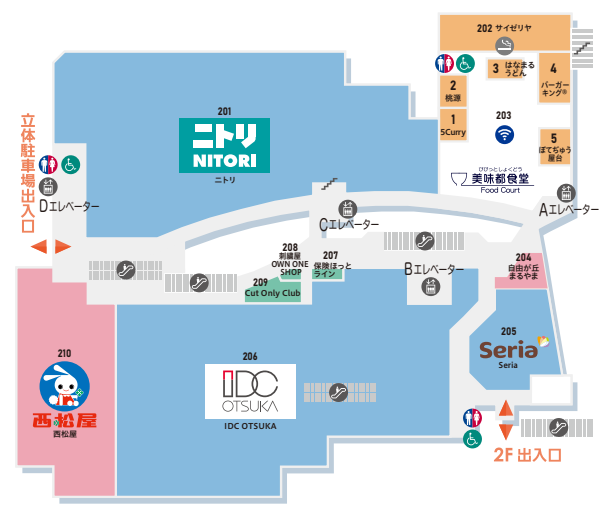 202 サイゼリヤ
3 はなまる
うどん
4
バーガー
キング®
2
桃源
1
5Curry
203
5
ぼてぢゅう
屋台
びびっとしょくどう
美味都食堂
Food Court
201
ニトリ
NITORI
ニトリ
立体駐車場出入口
Dエレベーター
Cエレベーター
Aエレベーター
Bエレベーター
208
刺繍屋
OWN ONE
SHOP
207
保険ほっと
ライン
209
Cut Only Club
204
自由が丘
まるやま
205
Seria
Seria
210
西松屋
西松屋
206
IDC
OTSUKA
IDC OTSUKA
2F 出入口